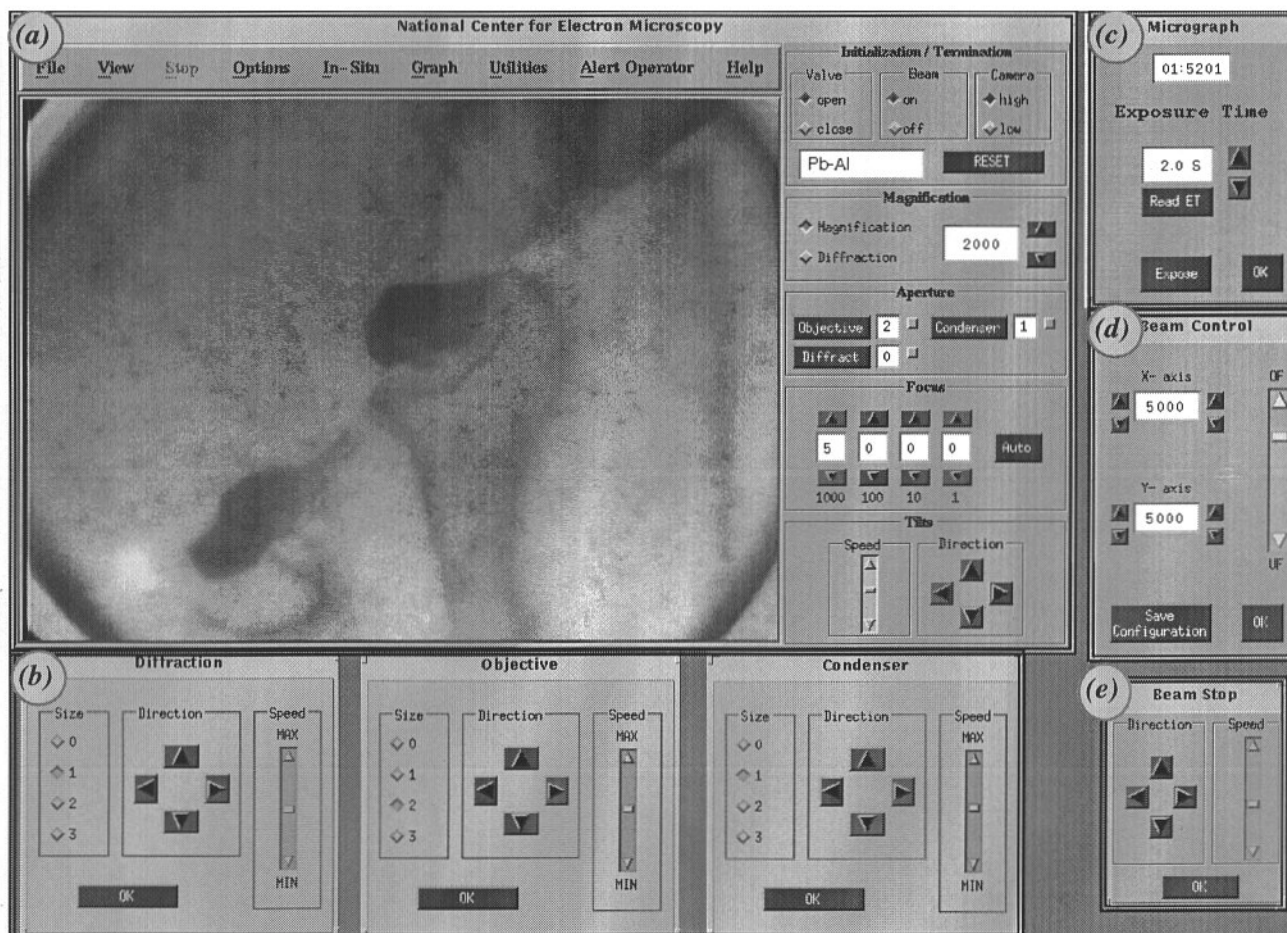 (a)
National Center for Electron Microscopy
File View Stop Options In-Situ Graph Utilities Alert Operator Help
Initialization / Termination
Valve Beam Camera
open on high
close off low
Pb-Al RESET
Magnification
Magnification
2000
Diffraction
Aperture
Objective 2 Condenser 1
Diffract 0
Focus
5 0 0 0 Auto
1000 100 10 1
Tilts
Speed Direction
(b)
Diffraction
Size Direction Speed
MAX
0
1
2
3
MIN
OK
Objective
Size Direction Speed
MAX
0
1
2
3
MIN
OK
Condenser
Size Direction Speed
MAX
0
1
2
3
MIN
OK
(c)
Micrograph
01:5201
Exposure Time
2.0 S
Read ET
Expose OK
(d)
Beam Control
X- axis OF
5000
Y- axis
5000
UF
Save
Configuration
OK
(e)
Beam Stop
Direction Speed
OK